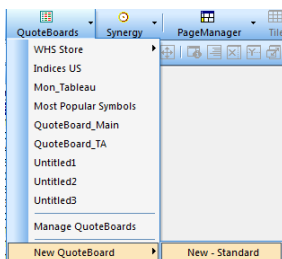 QuoteBoards Synergy PageManager Tile
WHS Store
Indices US
Mon_Tableau
Most Popular Symbols
QuoteBoard_Main
QuoteBoard_TA
Untitled1
Untitled2
Untitled3
Manage QuoteBoards
New QuoteBoard New - Standard